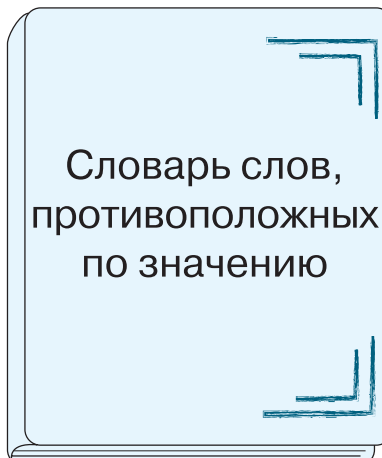 Словарь слов,
противоположных
по значению